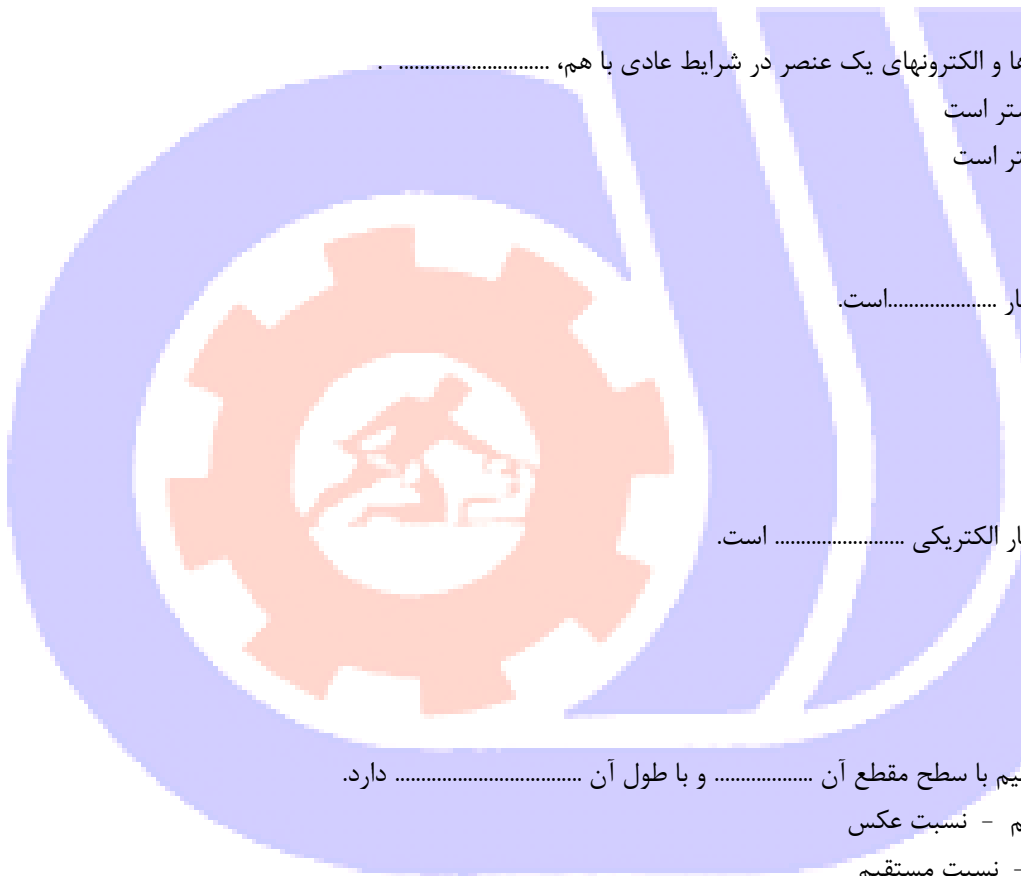 ها و الکترونهای یک عنصر در شرایط عادی با هم، ............................ .
ستر است
تر است
ار ....................است.
ار الکتریکی ........................ است.
یم با سطح مقطع آن .................. و با طول آن .................................. دارد.
م - نسبت عکس
- نسبت مستقیم